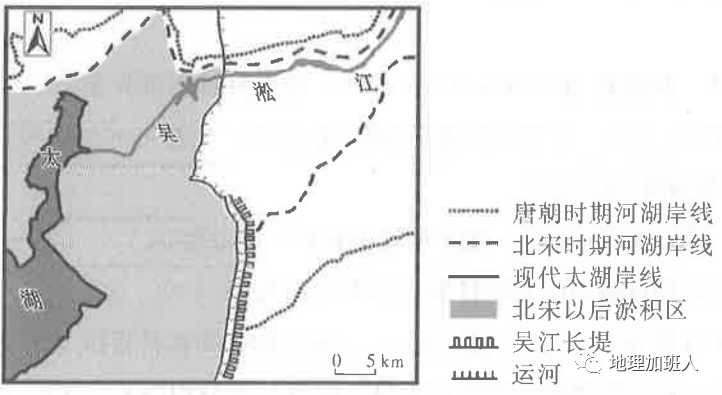 N
吴 淞 江
太
湖
0 5 km
唐朝时期河湖岸线
北宋时期河湖岸线
现代太湖岸线
北宋以后淤积区
吴江长堤
运河
地理加班人